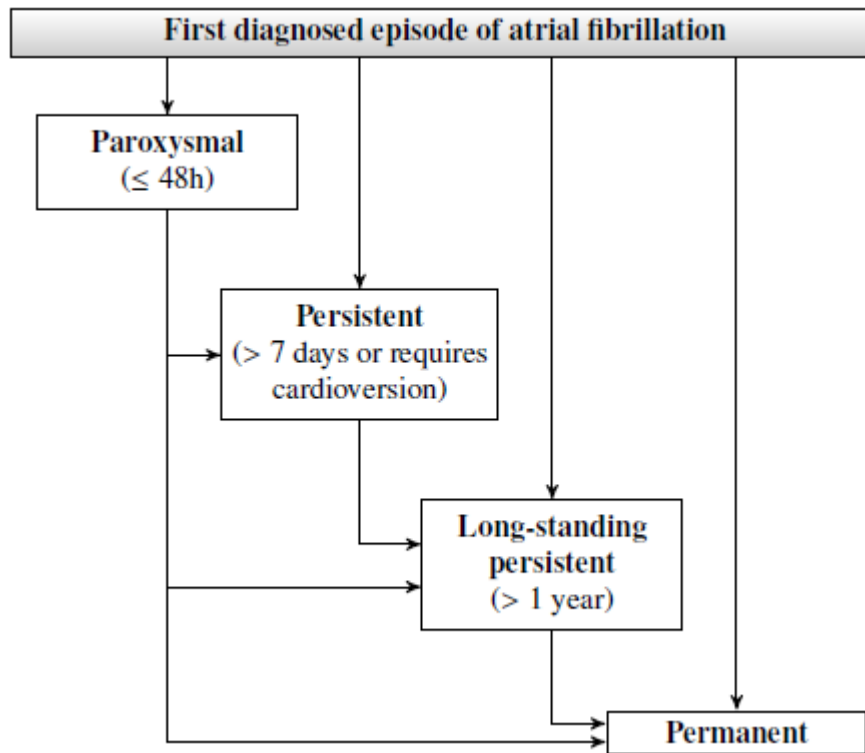 First diagnosed episode of atrial fibrillation
Paroxysmal
(≤ 48h)
Persistent
(> 7 days or requires
cardioversion)
Long-standing
persistent
(> 1 year)
Permanent